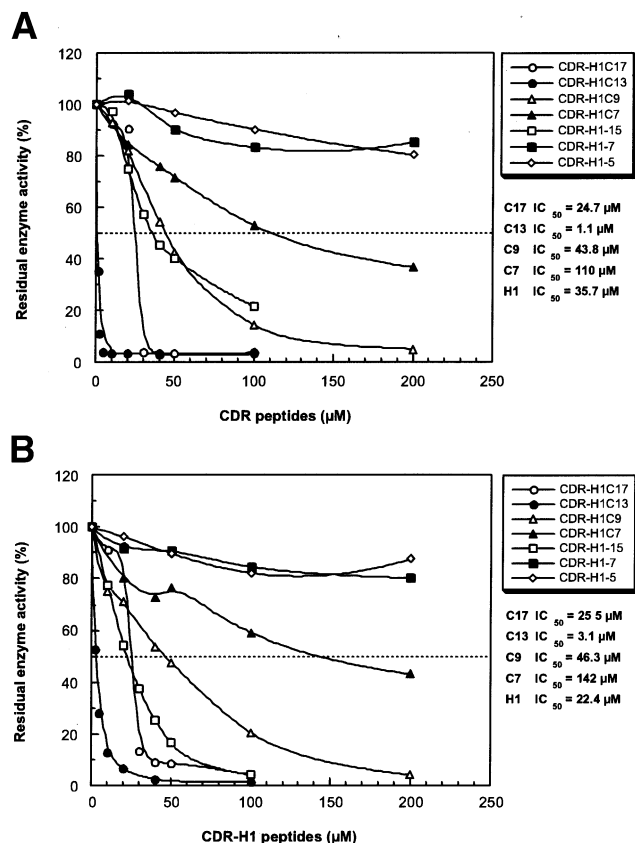 A
120
100
80
60
40
20
0
Residual enzyme activity (%)
0 50 100 150 200 250
CDR peptides (µM)
CDR-H1C17
CDR-H1C13
CDR-H1C9
CDR-H1C7
CDR-H1-15
CDR-H1-7
CDR-H1-5
C17 IC 50 = 24.7 µM
C13 IC 50 = 1.1 µM
C9 IC 50 = 43.8 µM
C7 IC 50 = 110 µM
H1 IC 50 = 35.7 µM
B
120
100
80
60
40
20
0
Residual enzyme activity (%)
0 50 100 150 200 250
CDR-H1 peptides (µM)
CDR-H1C17
CDR-H1C13
CDR-H1C9
CDR-H1C7
CDR-H1-15
CDR-H1-7
CDR-H1-5
C17 IC 50 = 25 5 µM
C13 IC 50 = 3.1 µM
C9 IC 50 = 46.3 µM
C7 IC 50 = 142 µM
H1 IC 50 = 22.4 µM